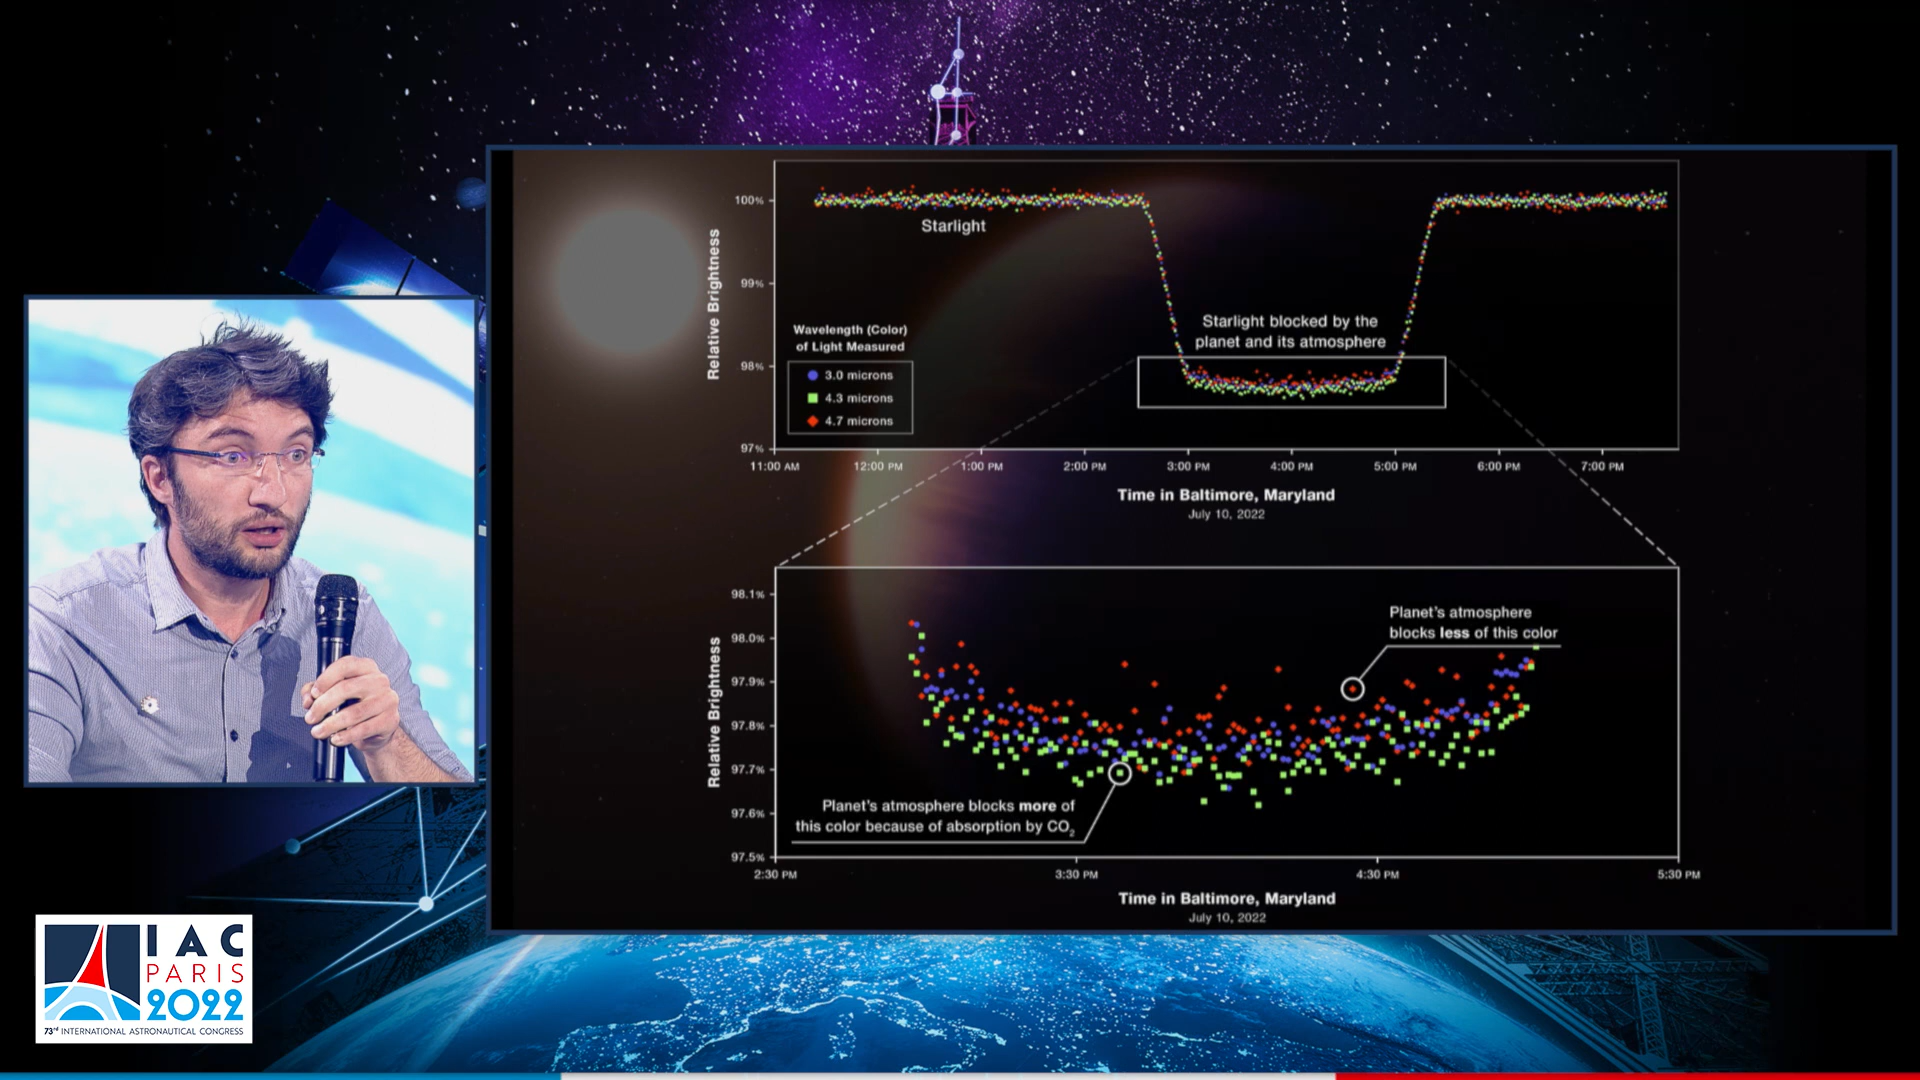 100%
99%
98%
97%
Relative Brightness
Starlight
Starlight blocked by the
planet and its atmosphere
Wavelength (Color)
of Light Measured
3.0 microns
4.3 microns
4.7 microns
11:00 AM
12:00 PM
1:00 PM
2:00 PM
3:00 PM
4:00 PM
5:00 PM
6:00 PM
7:00 PM
Time in Baltimore, Maryland
July 10, 2022
98.1%
98.0%
97.9%
97.8%
97.7%
97.6%
97.5%
Relative Brightness
Planet's atmosphere
blocks less of this color
Planet's atmosphere blocks more of
this color because of absorption by CO₂
2:30 PM
3:30 PM
4:30 PM
5:30 PM
Time in Baltimore, Maryland
July 10, 2022
IAC
PARIS
2022
73rd INTERNATIONAL ASTRONAUTICAL CONGRESS